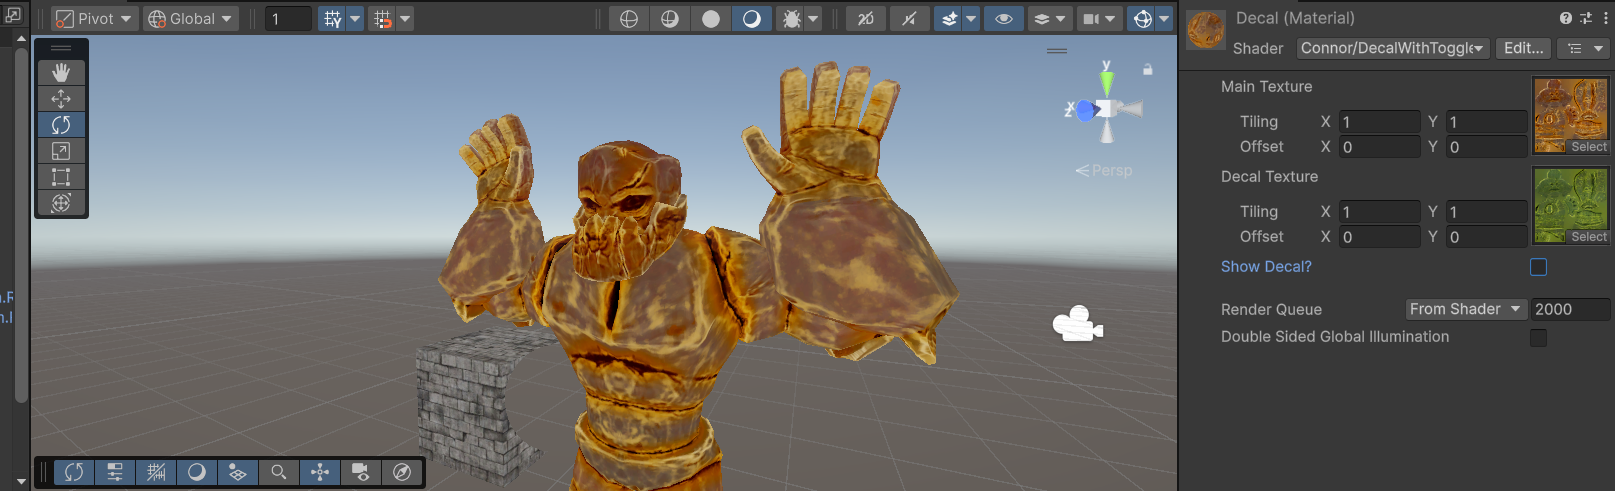 Pivot Global 1 2D
Decal (Material)
Shader Connor/DecalWithToggle Edit...
y
x
z
Persp
Main Texture
Tiling X 1 Y 1
Offset X 0 Y 0
Select
Decal Texture
Tiling X 1 Y 1
Offset X 0 Y 0
Select
Show Decal?
Render Queue From Shader 2000
Double Sided Global Illumination